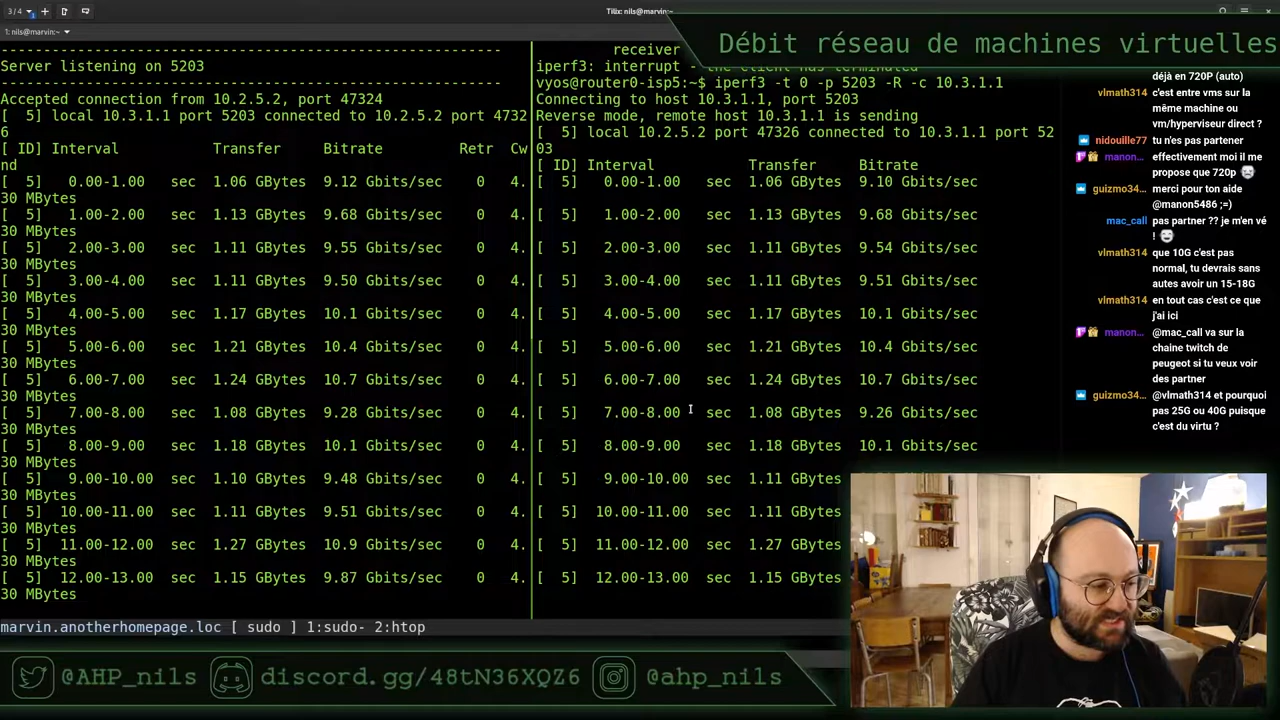 3/4
Tilix: nils@marvin:~
1: nils@marvin:~
Débit réseau de machines virtuelles
--------------------------------------------------------
Server listening on 5203
--------------------------------------------------------
Accepted connection from 10.2.5.2, port 47324
[ 5] local 10.3.1.1 port 5203 connected to 10.2.5.2 port 4732
6
[ ID] Interval Transfer Bitrate Retr Cw
nd
[ 5] 0.00-1.00 sec 1.06 GBytes 9.12 Gbits/sec 0 4.
30 MBytes
[ 5] 1.00-2.00 sec 1.13 GBytes 9.68 Gbits/sec 0 4.
30 MBytes
[ 5] 2.00-3.00 sec 1.11 GBytes 9.55 Gbits/sec 0 4.
30 MBytes
[ 5] 3.00-4.00 sec 1.11 GBytes 9.50 Gbits/sec 0 4.
30 MBytes
[ 5] 4.00-5.00 sec 1.17 GBytes 10.1 Gbits/sec 0 4.
30 MBytes
[ 5] 5.00-6.00 sec 1.21 GBytes 10.4 Gbits/sec 0 4.
30 MBytes
[ 5] 6.00-7.00 sec 1.24 GBytes 10.7 Gbits/sec 0 4.
30 MBytes
[ 5] 7.00-8.00 sec 1.08 GBytes 9.28 Gbits/sec 0 4.
30 MBytes
[ 5] 8.00-9.00 sec 1.18 GBytes 10.1 Gbits/sec 0 4.
30 MBytes
[ 5] 9.00-10.00 sec 1.10 GBytes 9.48 Gbits/sec 0 4.
30 MBytes
[ 5] 10.00-11.00 sec 1.11 GBytes 9.51 Gbits/sec 0 4.
30 MBytes
[ 5] 11.00-12.00 sec 1.27 GBytes 10.9 Gbits/sec 0 4.
30 MBytes
[ 5] 12.00-13.00 sec 1.15 GBytes 9.87 Gbits/sec 0 4.
30 MBytes
receiver
iperf3: interrupt - the client has terminated
vyos@router0-isp5:~$ iperf3 -t 0 -p 5203 -R -c 10.3.1.1
Connecting to host 10.3.1.1, port 5203
Reverse mode, remote host 10.3.1.1 is sending
[ 5] local 10.2.5.2 port 47326 connected to 10.3.1.1 port 52
03
[ ID] Interval Transfer Bitrate
[ 5] 0.00-1.00 sec 1.06 GBytes 9.10 Gbits/sec
[ 5] 1.00-2.00 sec 1.13 GBytes 9.68 Gbits/sec
[ 5] 2.00-3.00 sec 1.11 GBytes 9.54 Gbits/sec
[ 5] 3.00-4.00 sec 1.11 GBytes 9.51 Gbits/sec
[ 5] 4.00-5.00 sec 1.17 GBytes 10.1 Gbits/sec
[ 5] 5.00-6.00 sec 1.21 GBytes 10.4 Gbits/sec
[ 5] 6.00-7.00 sec 1.24 GBytes 10.7 Gbits/sec
[ 5] 7.00-8.00 sec 1.08 GBytes 9.26 Gbits/sec
[ 5] 8.00-9.00 sec 1.18 GBytes 10.1 Gbits/sec
[ 5] 9.00-10.00 sec 1.11 GBytes
[ 5] 10.00-11.00 sec 1.11 GBytes
[ 5] 11.00-12.00 sec 1.27 GBytes
[ 5] 12.00-13.00 sec 1.15 GBytes
marvin.anotherhomepage.loc [ sudo ] 1:sudo- 2:htop
déjà en 720P (auto)
vlmath314 c'est entre vms sur la
même machine ou
vm/hyperviseur direct ?
nidouille77 tu n'es pas partener
manon... effectivement moi il me
propose que 720p
guizmo34... merci pour ton aide
@manon5486 ;=)
mac_call pas partner ?? je m'en vé
!
vlmath314 que 10G c'est pas
normal, tu devrais sans
autes avoir un 15-18G
vlmath314 en tout cas c'est ce que
j'ai ici
manon... @mac_call va sur la
chaine twitch de
peugeot si tu veux voir
des partner
guizmo34... @vlmath314 et pourquoi
pas 25G ou 40G puisque
c'est du virtu ?
@AHP_nils
discord.gg/48tN36XQZ6
@ahp_nils